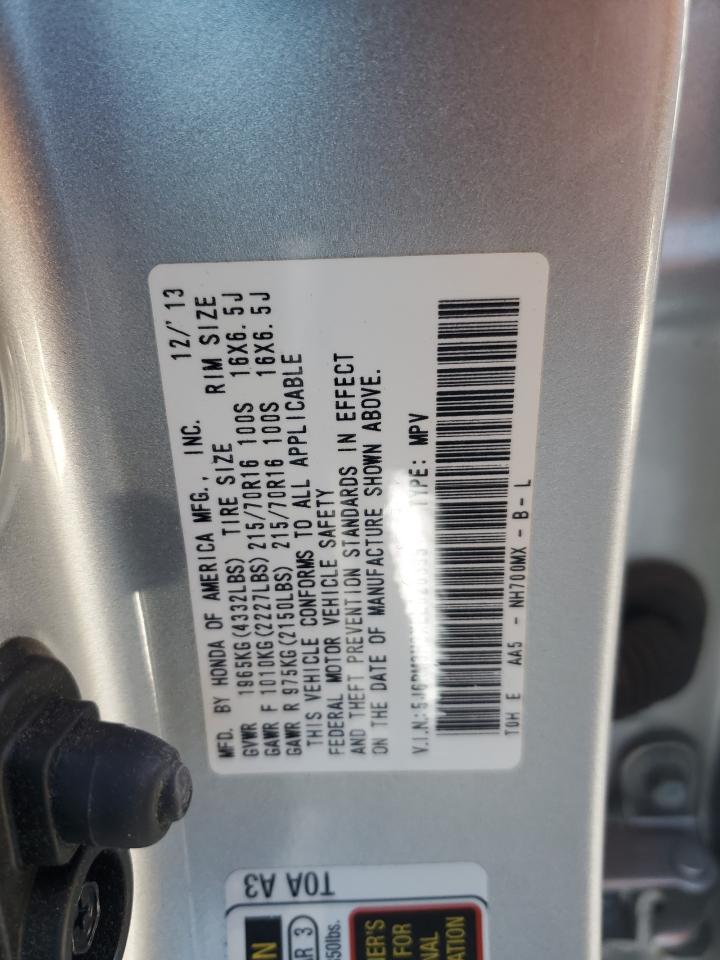 MFD. BY HONDA OF AMERICA MFG., INC. 12/'13
GVWR 1965KG(4332LBS) TIRE SIZE RIM SIZE
GAWR F 1010KG(2227LBS) 215/70R16 100S 16X6.5J
GAWR R 975KG(2150LBS) 215/70R16 100S 16X6.5J
THIS VEHICLE CONFORMS TO ALL APPLICABLE
FEDERAL MOTOR VEHICLE SAFETY
AND THEFT PREVENTION STANDARDS IN EFFECT
ON THE DATE OF MANUFACTURE SHOWN ABOVE.
V.I.N.: TYPE: MPV
TOH E AA5 - NH700MX - B - L
TOA A3